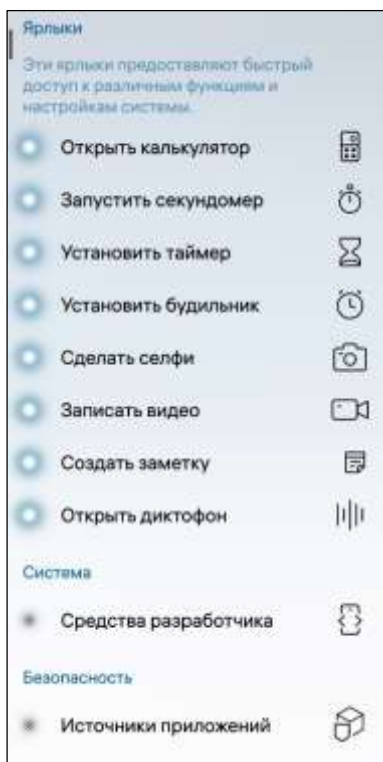 Ярлыки
Эти ярлыки предоставляют быстрый
доступ к различным функциям и
настройкам системы.
Открыть калькулятор
Запустить секундомер
Установить таймер
Установить будильник
Сделать селфи
Записать видео
Создать заметку
Открыть диктофон
Система
Средства разработчика
Безопасность
Источники приложений